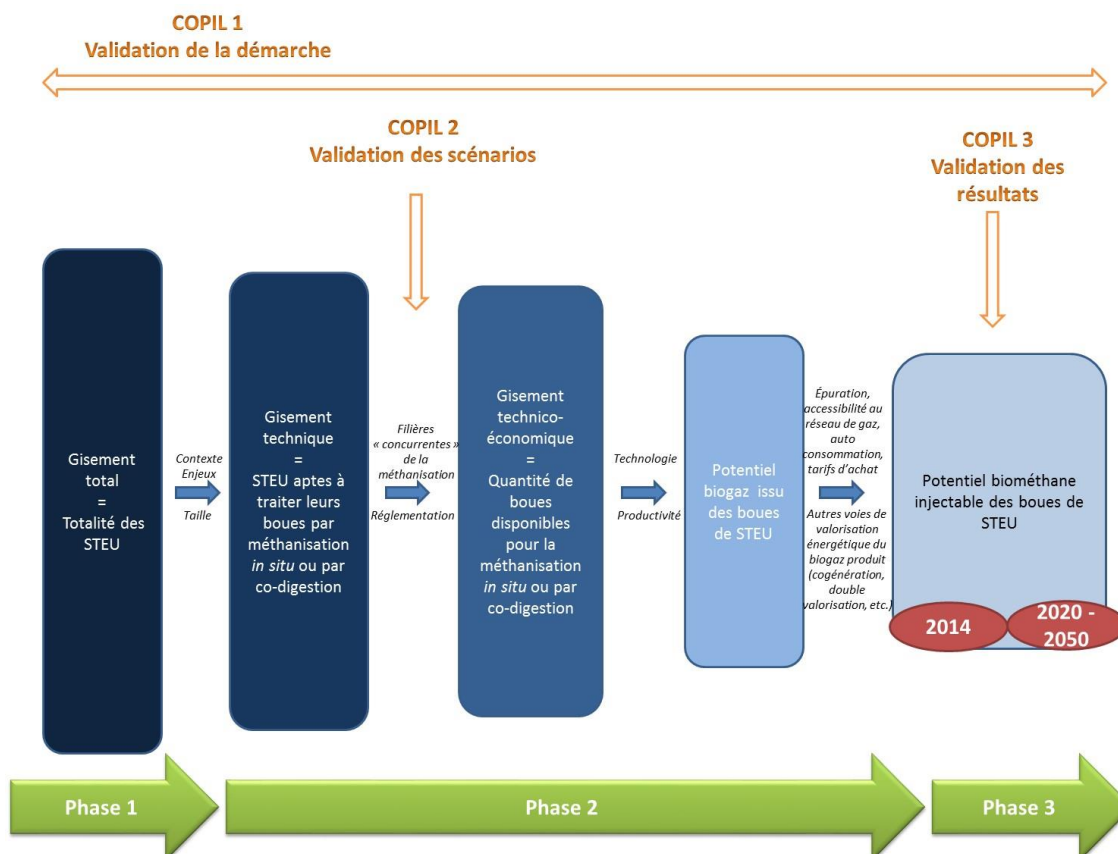 COPIL 1
Validation de la démarche
COPIL 2
Validation des scénarios
COPIL 3
Validation des
résultats
Gisement
total
=
Totalité des
STEU
Contexte
Enjeux
Taille
Gisement
technique
=
STEU aptes à
traiter leurs
boues par
méthanisation
in situ ou par
co-digestion
Filières
« concurrentes »
de la
méthanisation
Réglementation
Gisement
technico-
économique
=
Quantité de
boues
disponibles
pour la
méthanisation
in situ ou par
co-digestion
Technologie
Productivité
Potentiel
biogaz issu
des boues
de STEU
Épuration,
accessibilité au
réseau de gaz,
auto
consommation,
tarifs d'achat
Autres voies de
valorisation
énergétique du
biogaz produit
(cogénération,
double
valorisation, etc.)
Potentiel biométhane
injectable des boues de
STEU
2014
2020 -
2050
Phase 1
Phase 2
Phase 3